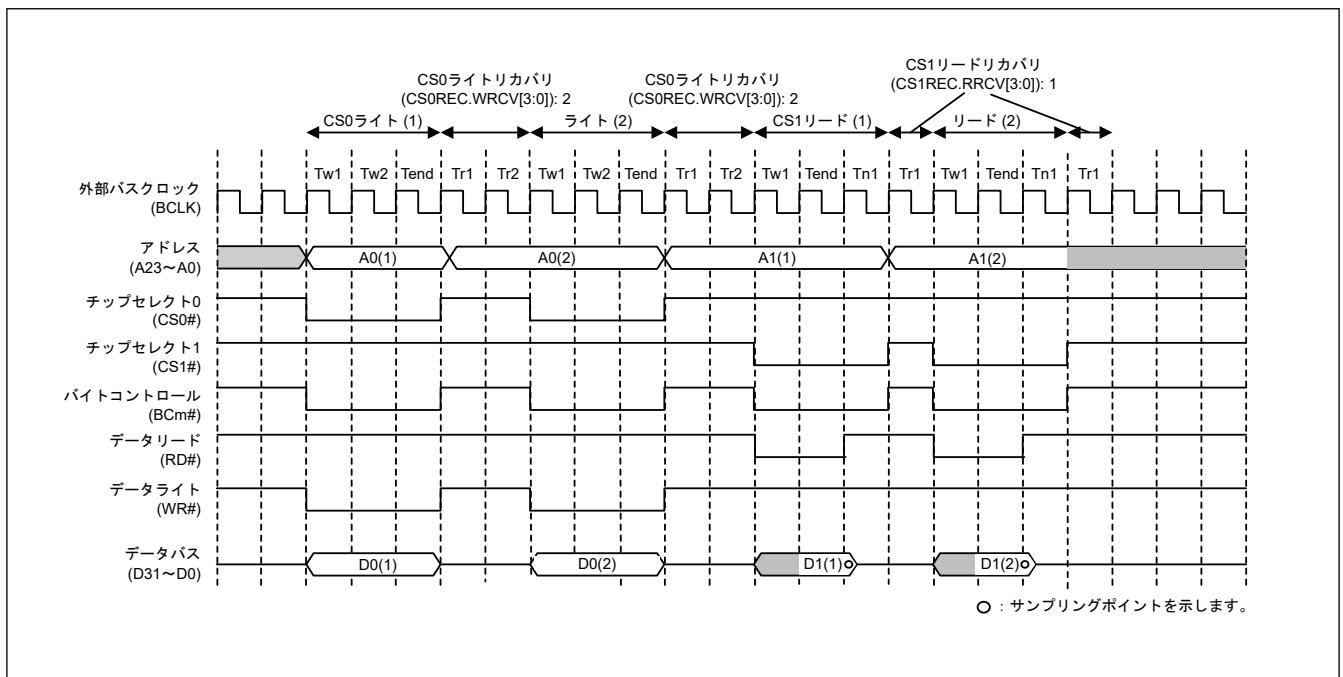 CS1リードリカバリ
(CS1REC.RRCV[3:0]): 1
CS0ライトリカバリ
(CS0REC.WRCV[3:0]): 2
CS0ライトリカバリ
(CS0REC.WRCV[3:0]): 2
CS0ライト (1)
ライト (2)
CS1リード (1)
リード (2)
Tw1 Tw2 Tend Tr1 Tr2 Tw1 Tw2 Tend Tr1 Tr2 Tw1 Tend Tn1 Tr1 Tw1 Tend Tn1 Tr1
外部バスクロック
(BCLK)
アドレス
(A23～A0)
A0(1) A0(2) A1(1) A1(2)
チップセレクト0
(CS0#)
チップセレクト1
(CS1#)
バイトコントロール
(BCm#)
データリード
(RD#)
データライト
(WR#)
データバス
(D31～D0)
D0(1) D0(2) D1(1) D1(2)
：サンプリングポイントを示します。